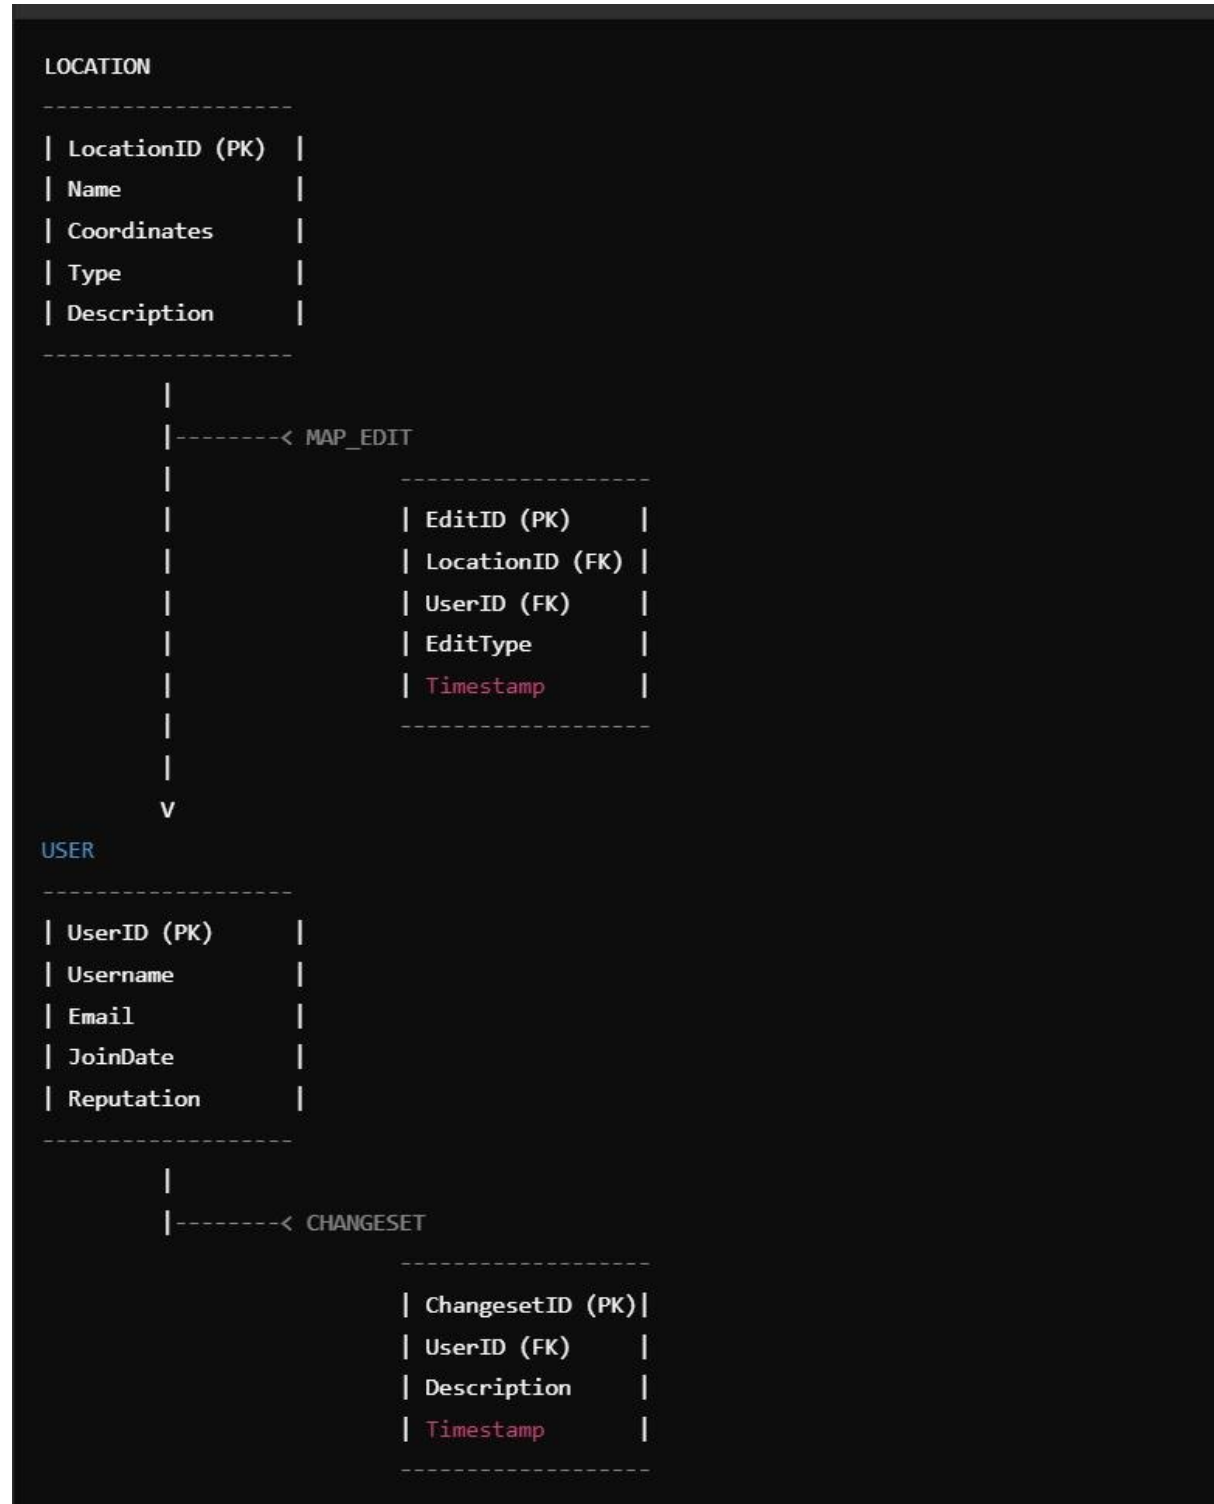 LOCATION
-------------------
| LocationID (PK)  |
| Name             |
| Coordinates      |
| Type             |
| Description      |
-------------------
         |
         |--------< MAP_EDIT
         |                 -------------------
         |                 | EditID (PK)     |
         |                 | LocationID (FK) |
         |                 | UserID (FK)     |
         |                 | EditType        |
         |                 | Timestamp       |
         |                 -------------------
         |
         V
USER
-------------------
| UserID (PK)      |
| Username         |
| Email            |
| JoinDate         |
| Reputation       |
-------------------
         |
         |--------< CHANGESET
                           -------------------
                           | ChangesetID (PK)|
                           | UserID (FK)     |
                           | Description     |
                           | Timestamp       |
                           -------------------